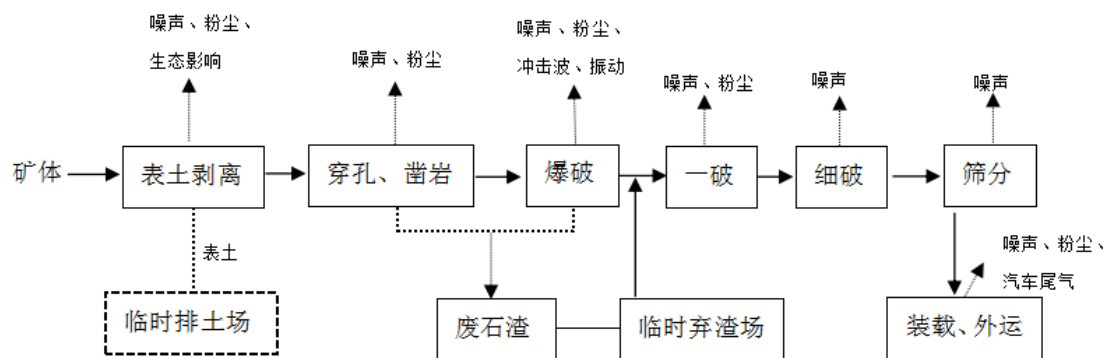 噪声、粉尘、
生态影响
噪声、粉尘
噪声、粉尘、
冲击波、振动
噪声、粉尘
噪声
噪声
矿体
表土剥离
穿孔、凿岩
爆破
一破
细破
筛分
表土
噪声、粉尘、
汽车尾气
临时排土场
废石渣
临时弃渣场
装载、外运